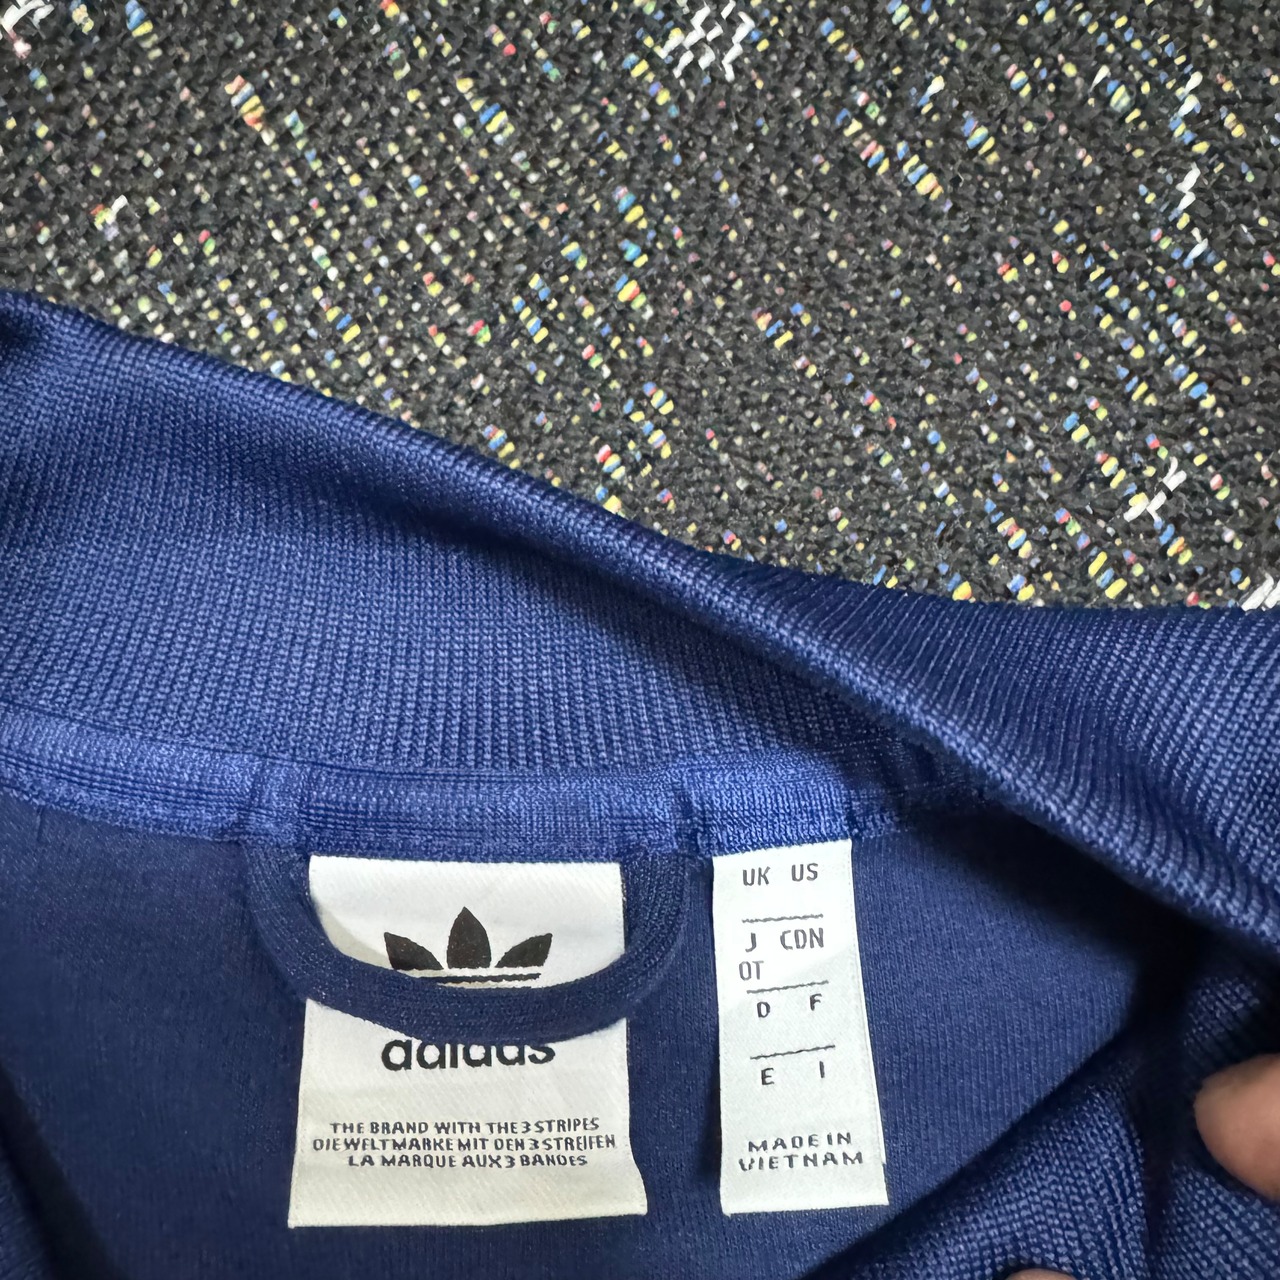 adidas
THE BRAND WITH THE 3 STRIPES
DIE WELTMARKE MIT DEN 3 STREIFEN
LA MARQUE AUX 3 BANDES
UK US
J CDN
OT
D F
E I
MADE IN
VIETNAM